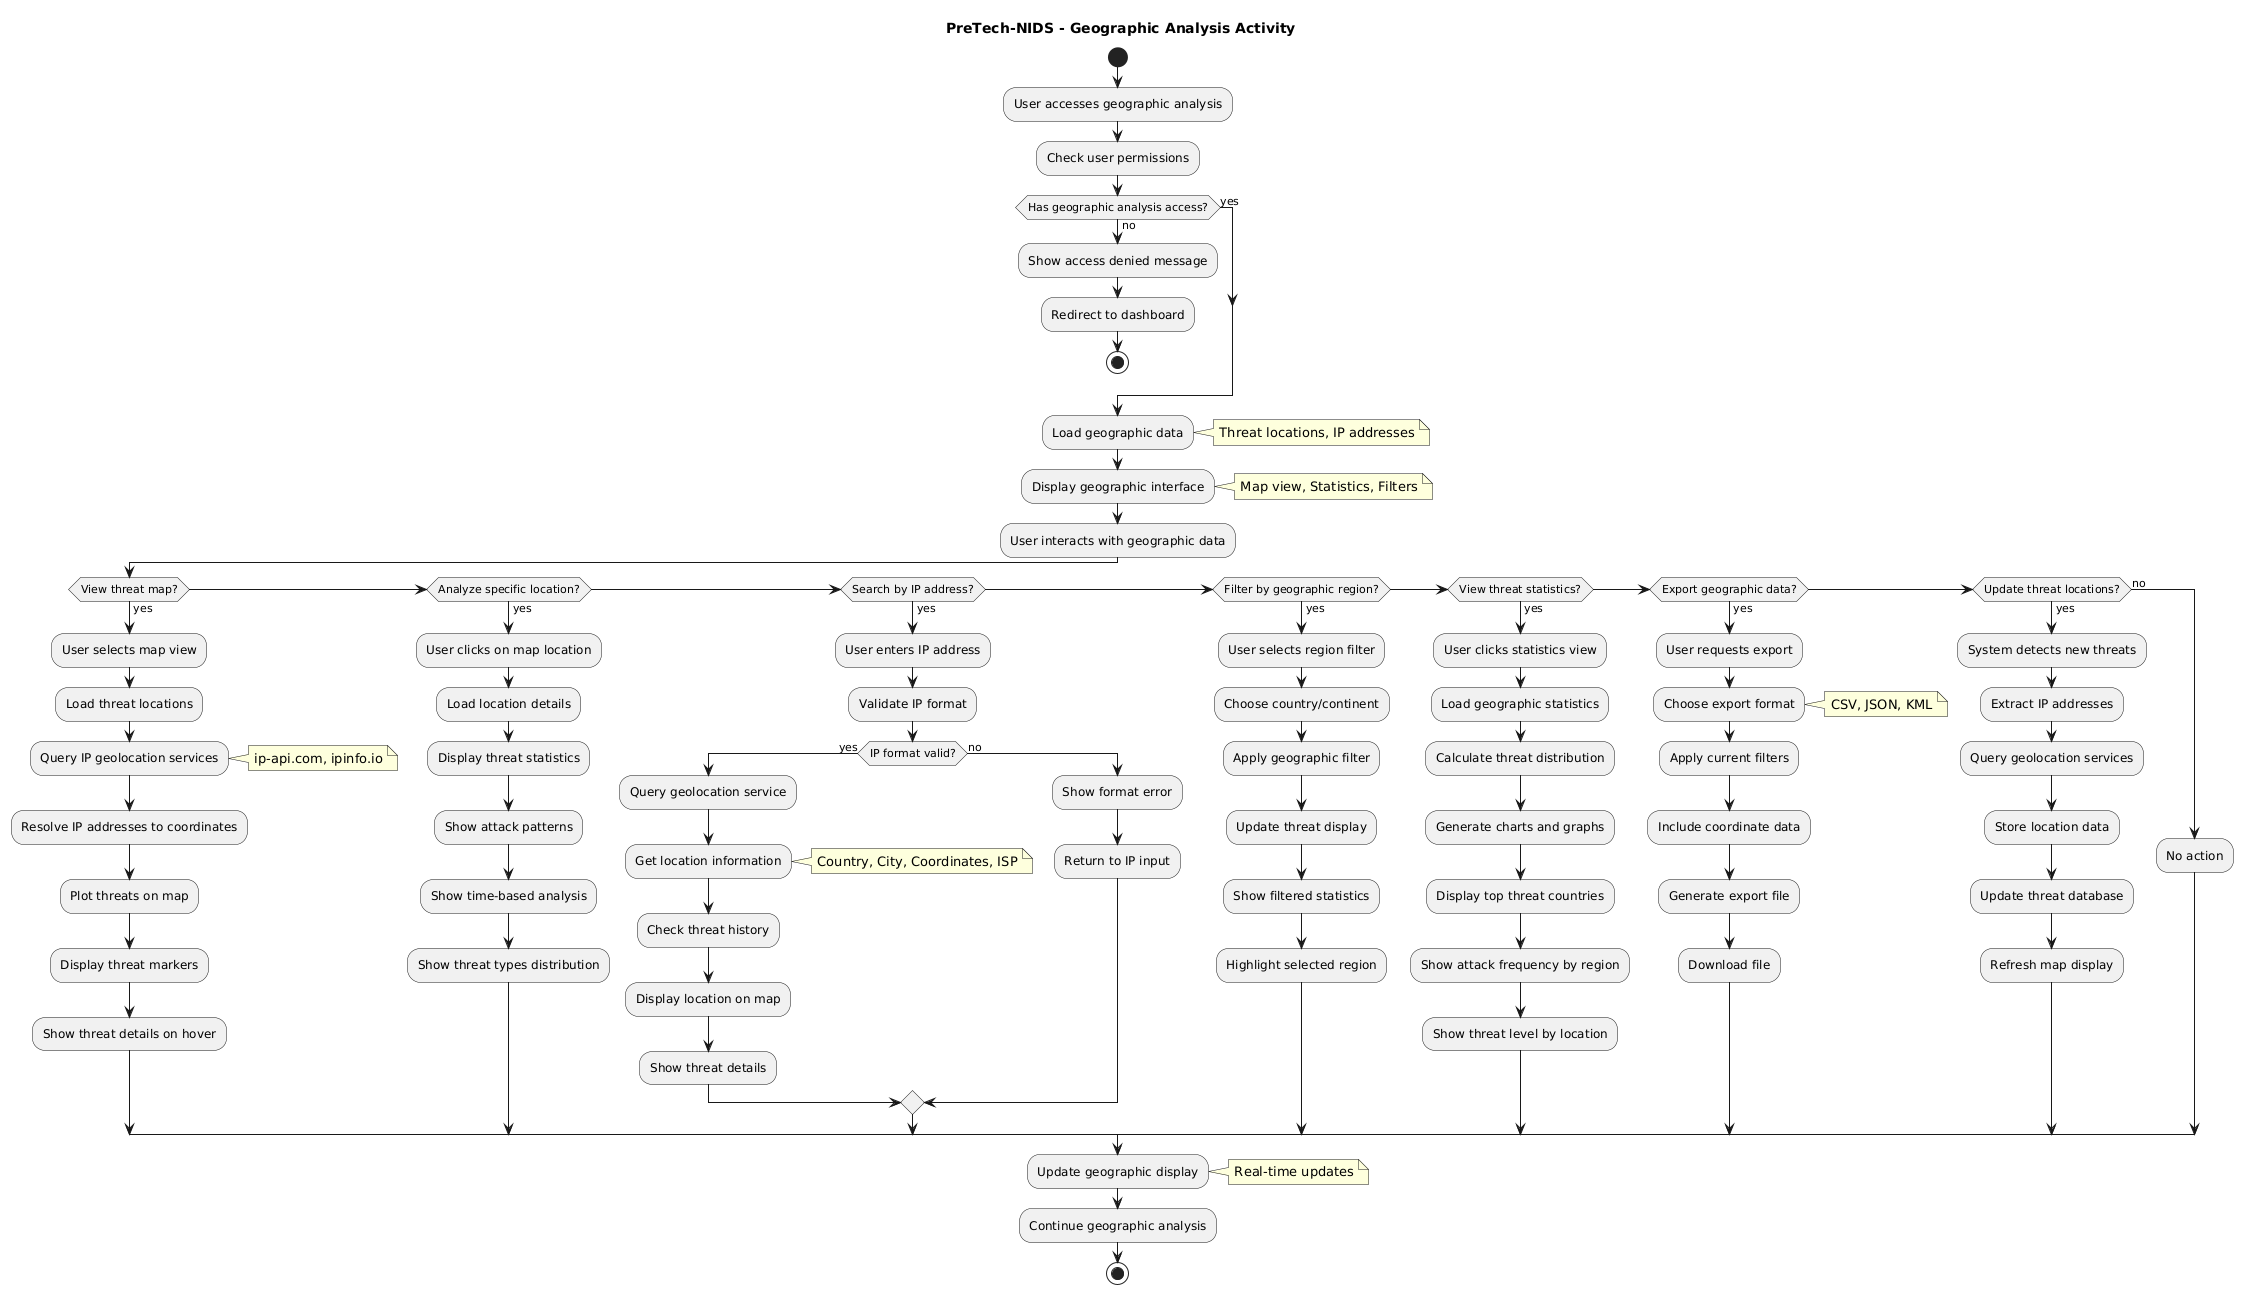 PreTech-NIDS - Geographic Analysis Activity
User accesses geographic analysis
Check user permissions
Has geographic analysis access?
yes
no
Show access denied message
Redirect to dashboard
Load geographic data
Threat locations, IP addresses
Display geographic interface
Map view, Statistics, Filters
User interacts with geographic data
View threat map?
yes
User selects map view
Load threat locations
Query IP geolocation services
ip-api.com, ipinfo.io
Resolve IP addresses to coordinates
Plot threats on map
Display threat markers
Show threat details on hover
Analyze specific location?
yes
User clicks on map location
Load location details
Display threat statistics
Show attack patterns
Show time-based analysis
Show threat types distribution
Search by IP address?
yes
User enters IP address
Validate IP format
IP format valid?
yes
Query geolocation service
Get location information
Country, City, Coordinates, ISP
Check threat history
Display location on map
Show threat details
no
Show format error
Return to IP input
Filter by geographic region?
yes
User selects region filter
Choose country/continent
Apply geographic filter
Update threat display
Show filtered statistics
Highlight selected region
View threat statistics?
yes
User clicks statistics view
Load geographic statistics
Calculate threat distribution
Generate charts and graphs
Display top threat countries
Show attack frequency by region
Show threat level by location
Export geographic data?
yes
User requests export
Choose export format
CSV, JSON, KML
Apply current filters
Include coordinate data
Generate export file
Download file
Update threat locations?
yes
System detects new threats
Extract IP addresses
Query geolocation services
Store location data
Update threat database
Refresh map display
no
No action
Update geographic display
Real-time updates
Continue geographic analysis